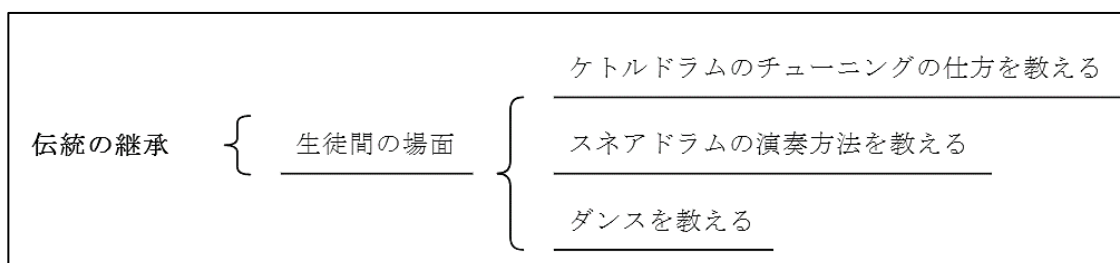 ケトルドラムのチューニングの仕方を教える
伝統の継承
生徒間の場面
スネアドラムの演奏方法を教える
ダンスを教える